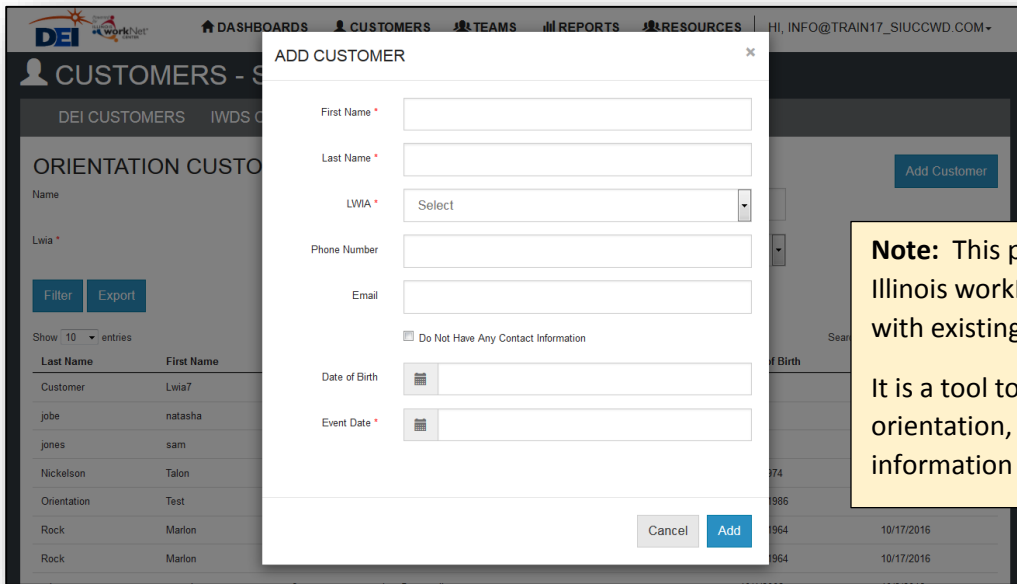 DEI workNet CENTER
DASHBOARDS CUSTOMERS TEAMS REPORTS RESOURCES HI, INFO@TRAIN17_SIUCCWD.COM
CUSTOMERS - S
DEI CUSTOMERS IWDS C
ADD CUSTOMER ×
First Name *
Last Name *
LWIA * Select
Phone Number
Email
Do Not Have Any Contact Information
Date of Birth
Event Date *
Cancel Add
ORIENTATION CUSTO
Add Customer
Name
Lwia *
Filter Export
Show 10 entries
Last Name First Name of Birth
Customer Lwia7
jobe natasha
jones sam
Nickelson Talon
Orientation Test 1986
Rock Marlon 1964 10/17/2016
Rock Marlon 1964 10/17/2016
Note: This p
Illinois work
with existing
It is a tool to
orientation,
information